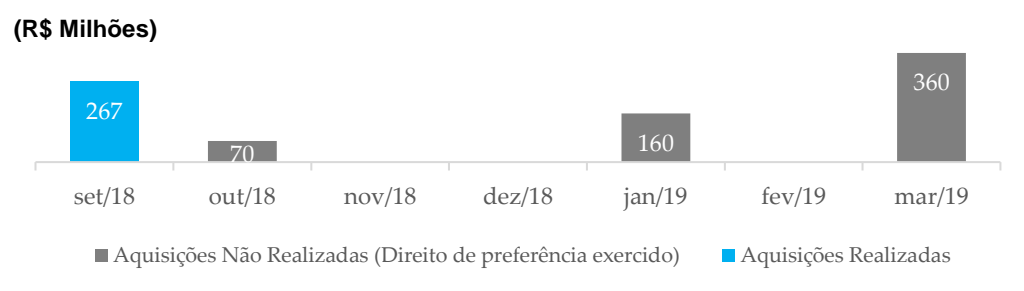 (R$ Milhões)
360
267
160
70
set/18 out/18 nov/18 dez/18 jan/19 fev/19 mar/19
Aquisições Não Realizadas (Direito de preferência exercido) Aquisições Realizadas